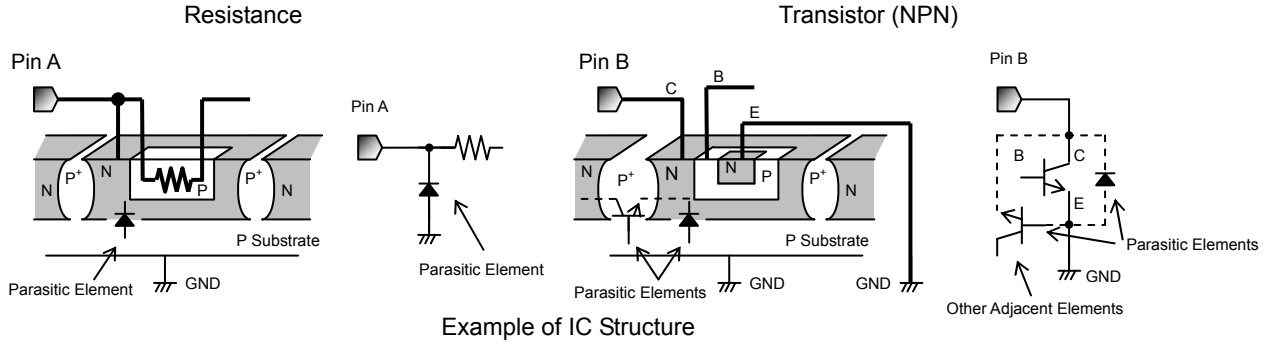 Resistance
Transistor (NPN)
Pin A
Pin A
N
P+
N
P
P+
N
P Substrate
GND
Parasitic Element
Parasitic Element
Pin B
C
B
E
N
P+
N
N
P
P+
N
P Substrate
GND
GND
Parasitic Elements
Pin B
B
C
E
Parasitic Elements
GND
Other Adjacent Elements
Example of IC Structure